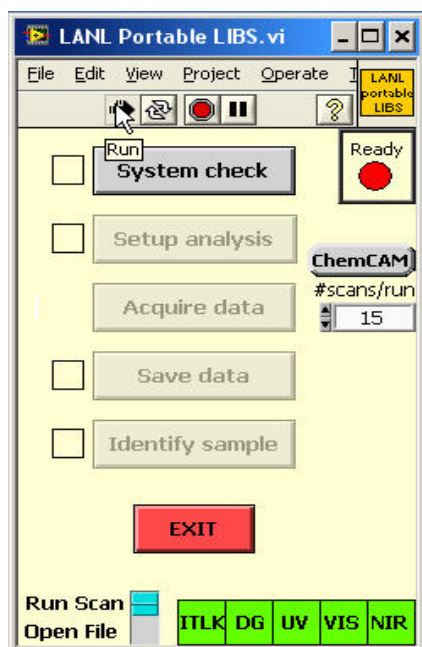 LANL Portable LIBS.vi
File Edit View Project Operate
LANL
portable
LIBS
Run
System check
Ready
Setup analysis
ChemCAM
#scans/run
Acquire data
15
Save data
Identify sample
EXIT
Run Scan
Open File
ITLK DG UV VIS NIR